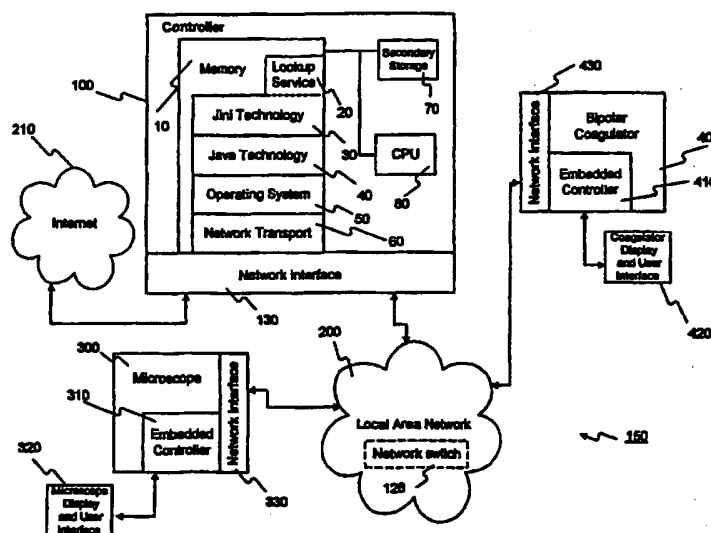 Controller
Memory
Lookup
Service
20
Secondary
Storage
70
100
10
Jini Technology
30
Java Technology
40
CPU
80
Operating System
50
Network Transport
60
Network Interface
130
210
Internet
430
Network Interface
Bipolar
Coagulator
40
Embedded
Controller
410
Coagulator
Display
and User
Interface
420
300
Microscope
310
Embedded
Controller
Network Interface
330
320
Microscope
Display
and User
Interface
200
Local Area Network
Network switch
128
150